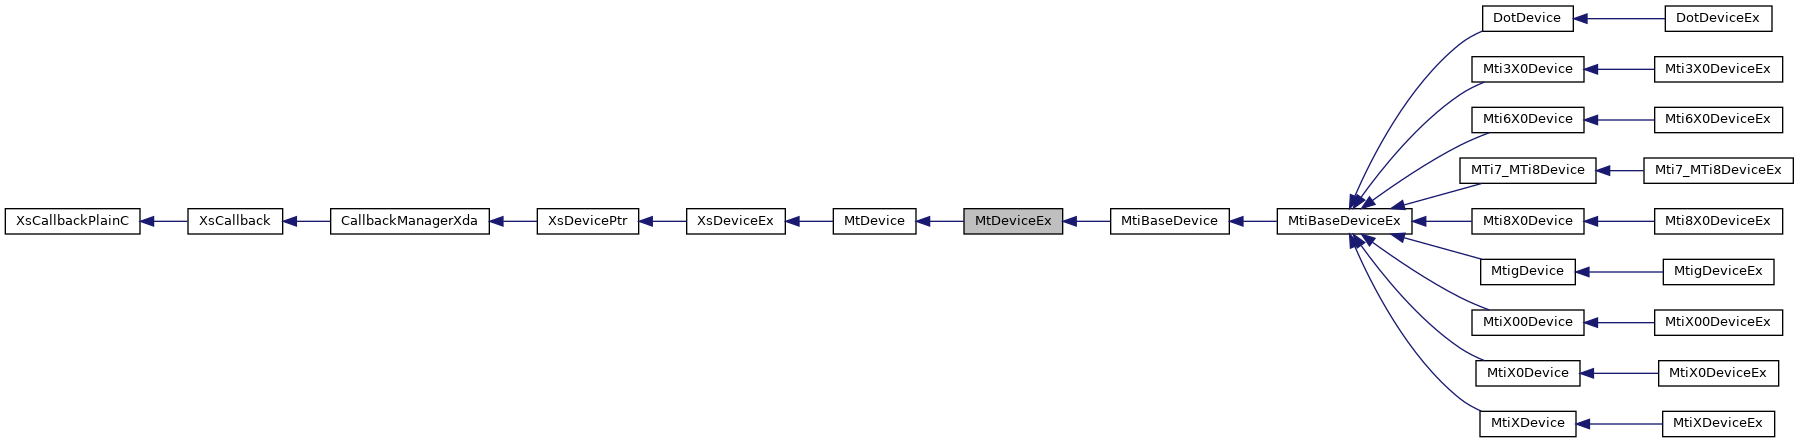 DotDevice
DotDeviceEx
Mti3X0Device
Mti3X0DeviceEx
Mti6X0Device
Mti6X0DeviceEx
MTi7_MTi8Device
Mti7_MTi8DeviceEx
XsCallbackPlainC
XsCallback
CallbackManagerXda
XsDevicePtr
XsDeviceEx
MtDevice
MtDeviceEx
MtiBaseDevice
MtiBaseDeviceEx
Mti8X0Device
Mti8X0DeviceEx
MtigDevice
MtigDeviceEx
MtiX00Device
MtiX00DeviceEx
MtiX0Device
MtiX0DeviceEx
MtiXDevice
MtiXDeviceEx